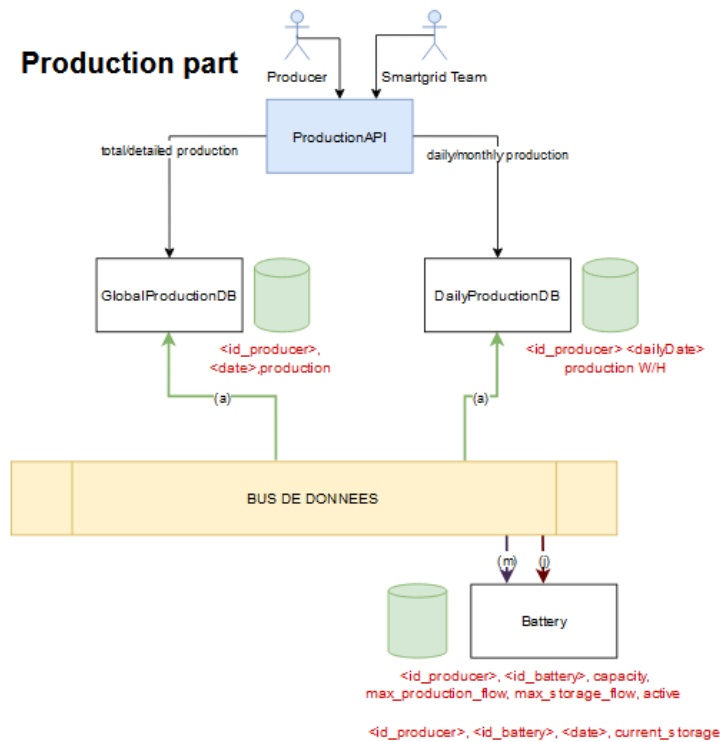 Production part
Producer
Smartgrid Team
ProductionAPI
total/detailed production
daily/monthly production
GlobalProductionDB
DailyProductionDB
<id_producer>,
<date>,production
<id_producer> <dailyDate>
production W/H
(a)
(a)
BUS DE DONNEES
(m)
(j)
Battery
<id_producer>, <id_battery>, capacity,
max_production_flow, max_storage_flow, active
<id_producer>, <id_battery>, <date>, current_storage